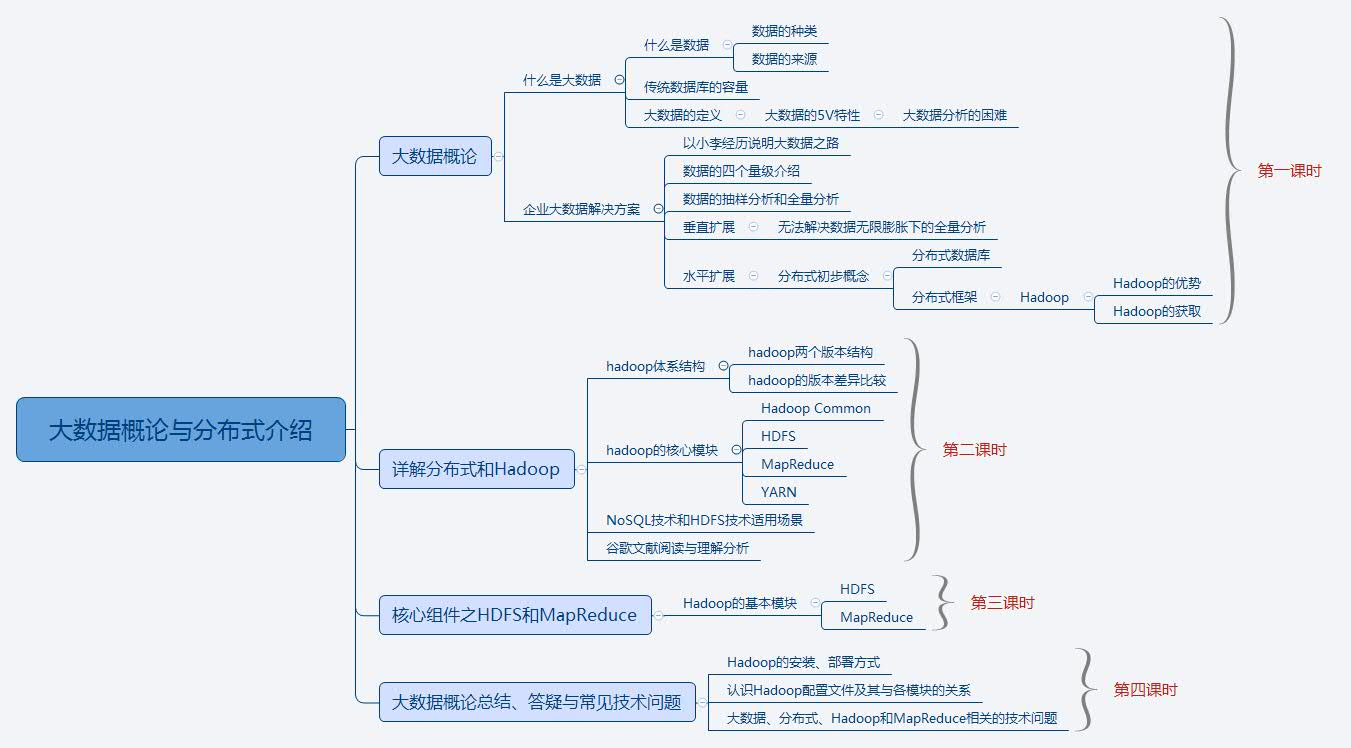 大数据概论与分布式介绍
大数据概论
什么是大数据
什么是数据
数据的种类
数据的来源
传统数据库的容量
大数据的定义
大数据的5V特性
大数据分析的困难
企业大数据解决方案
以小李经历说明大数据之路
数据的四个量级介绍
数据的抽样分析和全量分析
垂直扩展
无法解决数据无限膨胀下的全量分析
水平扩展
分布式初步概念
分布式数据库
分布式框架
Hadoop
Hadoop的优势
Hadoop的获取
第一课时
详解分布式和Hadoop
hadoop体系结构
hadoop两个版本结构
hadoop的版本差异比较
hadoop的核心模块
Hadoop Common
HDFS
MapReduce
YARN
NoSQL技术和HDFS技术适用场景
谷歌文献阅读与理解分析
第二课时
核心组件之HDFS和MapReduce
Hadoop的基本模块
HDFS
MapReduce
第三课时
大数据概论总结、答疑与常见技术问题
Hadoop的安装、部署方式
认识Hadoop配置文件及其与各模块的关系
大数据、分布式、Hadoop和MapReduce相关的技术问题
第四课时